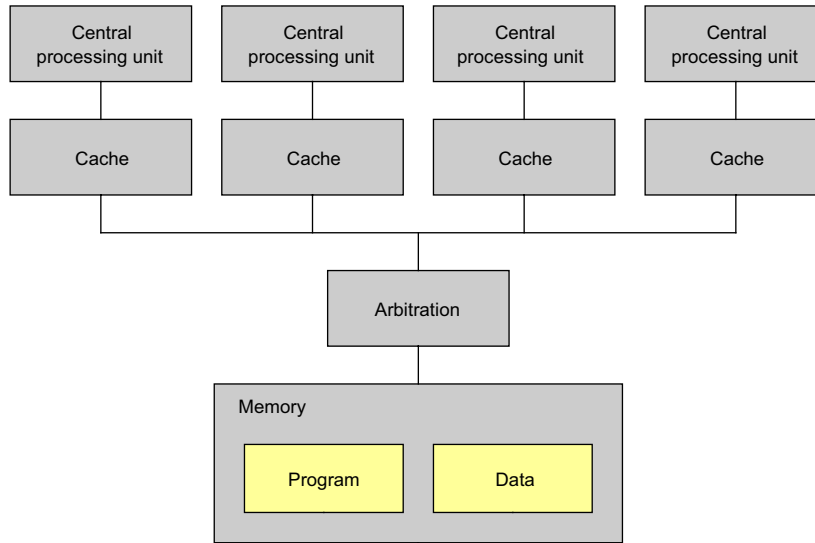 Central
processing unit
Central
processing unit
Central
processing unit
Central
processing unit
Cache
Cache
Cache
Cache
Arbitration
Memory
Program
Data